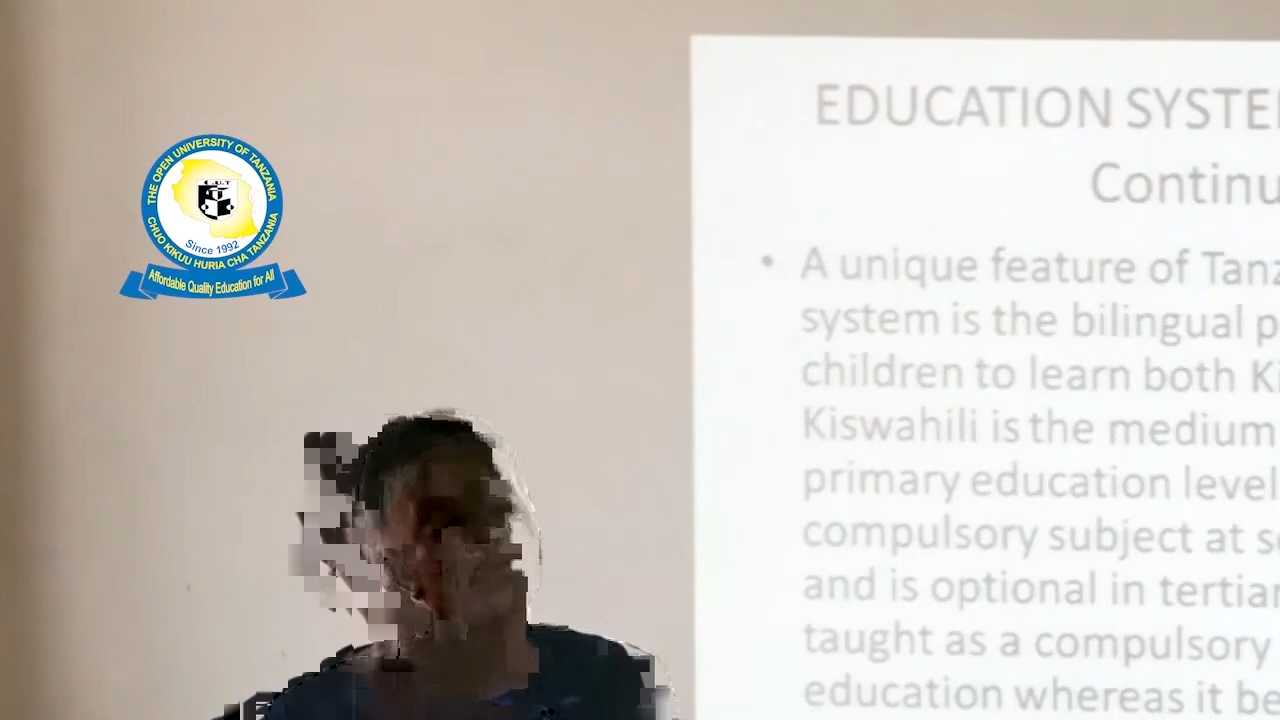 THE OPEN UNIVERSITY OF TANZANIA
O.U.T
Since 1992
CHUO KIKUU HURIA CHA TANZANIA
Affordable Quality Education for All
EDUCATION SYSTE
Continu
• A unique feature of Tanz
system is the bilingual p
children to learn both Ki
Kiswahili is the medium
primary education level
compulsory subject at se
and is optional in tertiar
taught as a compulsory
education whereas it be